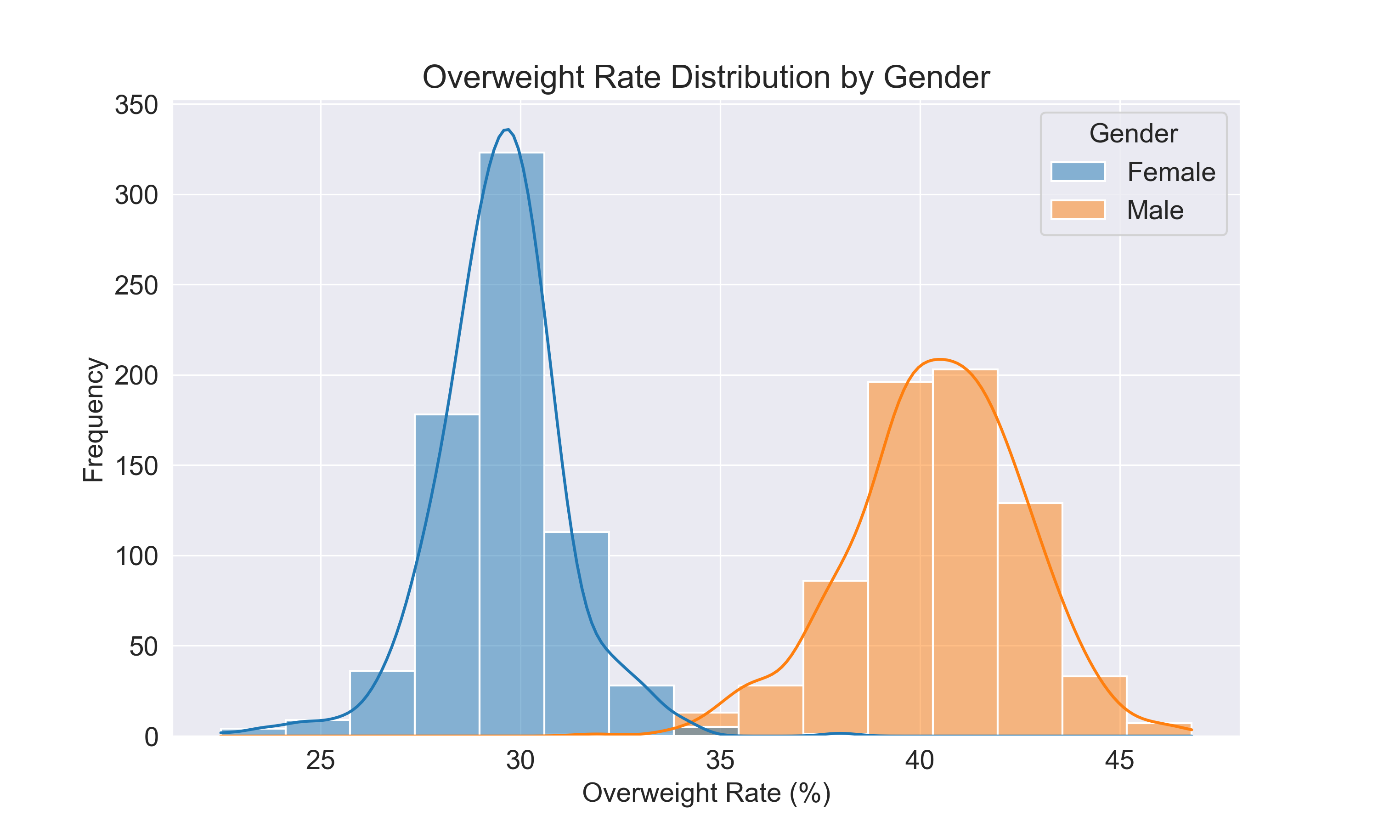 Overweight Rate Distribution by Gender
350
300
250
200
150
100
50
0
Frequency
Gender
Female
Male
25
30
35
40
45
Overweight Rate (%)